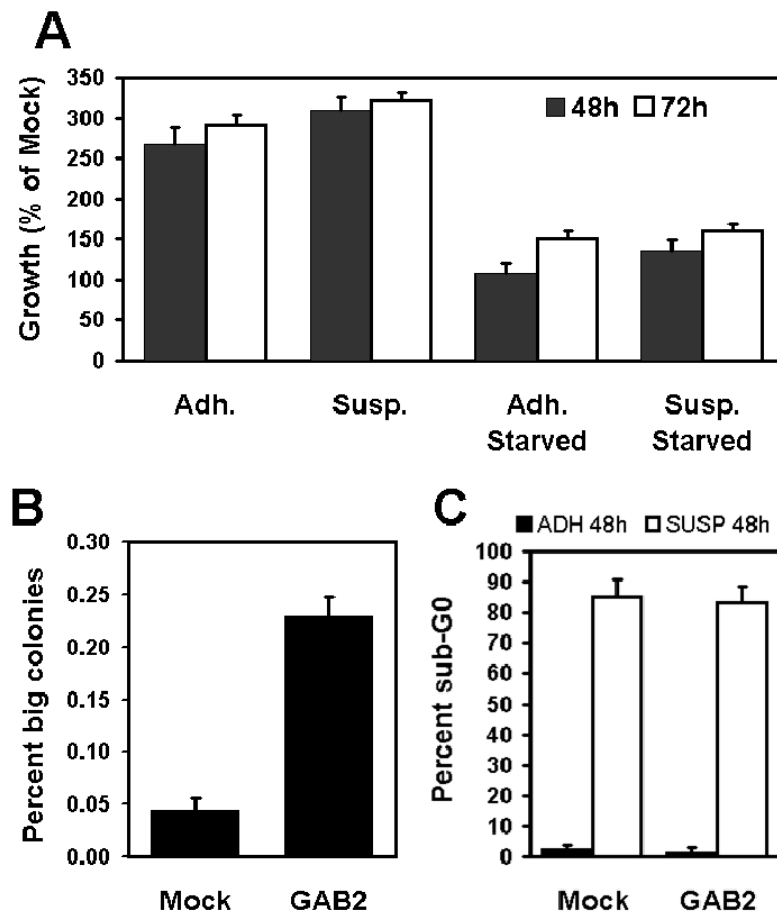 A
Growth (% of Mock)
350
300
250
200
150
100
50
0
48h 72h
Adh. Susp. Adh. Starved Susp. Starved
B
Percent big colonies
0.30
0.25
0.20
0.15
0.10
0.05
0.00
Mock GAB2
C
ADH 48h SUSP 48h
Percent sub-G0
100
90
80
70
60
50
40
30
20
10
0
Mock GAB2